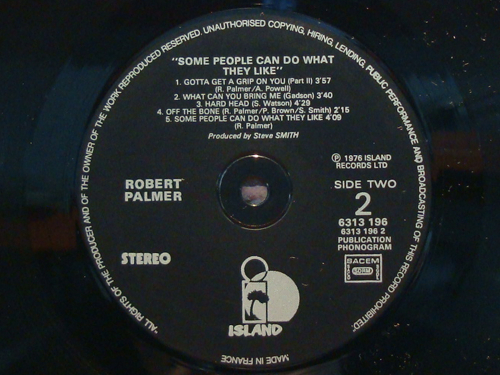 "ALL RIGHTS OF THE PRODUCER AND OF THE OWNER OF THE WORK REPRODUCED RESERVED. UNAUTHORISED COPYING, HIRING, LENDING, PUBLIC PERFORMANCE AND BROADCASTING OF THIS RECORD PROHIBITED"
"SOME PEOPLE CAN DO WHAT
THEY LIKE"
1. GOTTA GET A GRIP ON YOU (Part II) 3'57
(R. Palmer/A. Powell)
2. WHAT CAN YOU BRING ME (Gadson) 3'40
3. HARD HEAD (S. Watson) 4'29
4. OFF THE BONE (R. Palmer/P. Brown/S. Smith) 2'15
5. SOME PEOPLE CAN DO WHAT THEY LIKE 4'09
(R. Palmer)
Produced by Steve SMITH
ROBERT
PALMER
STEREO
℗ 1976 ISLAND
RECORDS LTD
SIDE TWO
2
6313 196
6313 196 2
PUBLICATION
PHONOGRAM
SACEM
ISLAND
MADE IN FRANCE